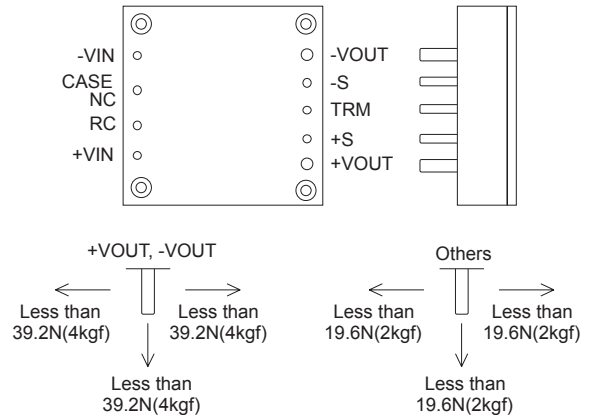 -VIN
CASE
NC
RC
+VIN
-VOUT
-S
TRM
+S
+VOUT
+VOUT, -VOUT
Less than
39.2N(4kgf)
Less than
39.2N(4kgf)
Less than
39.2N(4kgf)
Others
Less than
19.6N(2kgf)
Less than
19.6N(2kgf)
Less than
19.6N(2kgf)